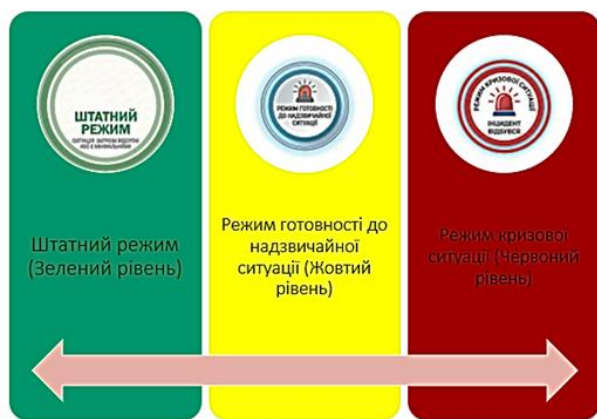 ШТАТНИЙ
РЕЖИМ
Штатний режим
(Зелений рівень)
РЕЖИМ ГОТОВНОСТІ
ДО НАДЗВИЧАЙНОЇ
СИТУАЦІЇ
Режим готовності до
надзвичайної
ситуації (Жовтий
рівень)
РЕЖИМ КРИЗОВОЇ СИТУАЦІЇ
ІНЦИДЕНТ
ВІДБУВСЯ
Режим кризової
ситуації (Червоний
рівень)